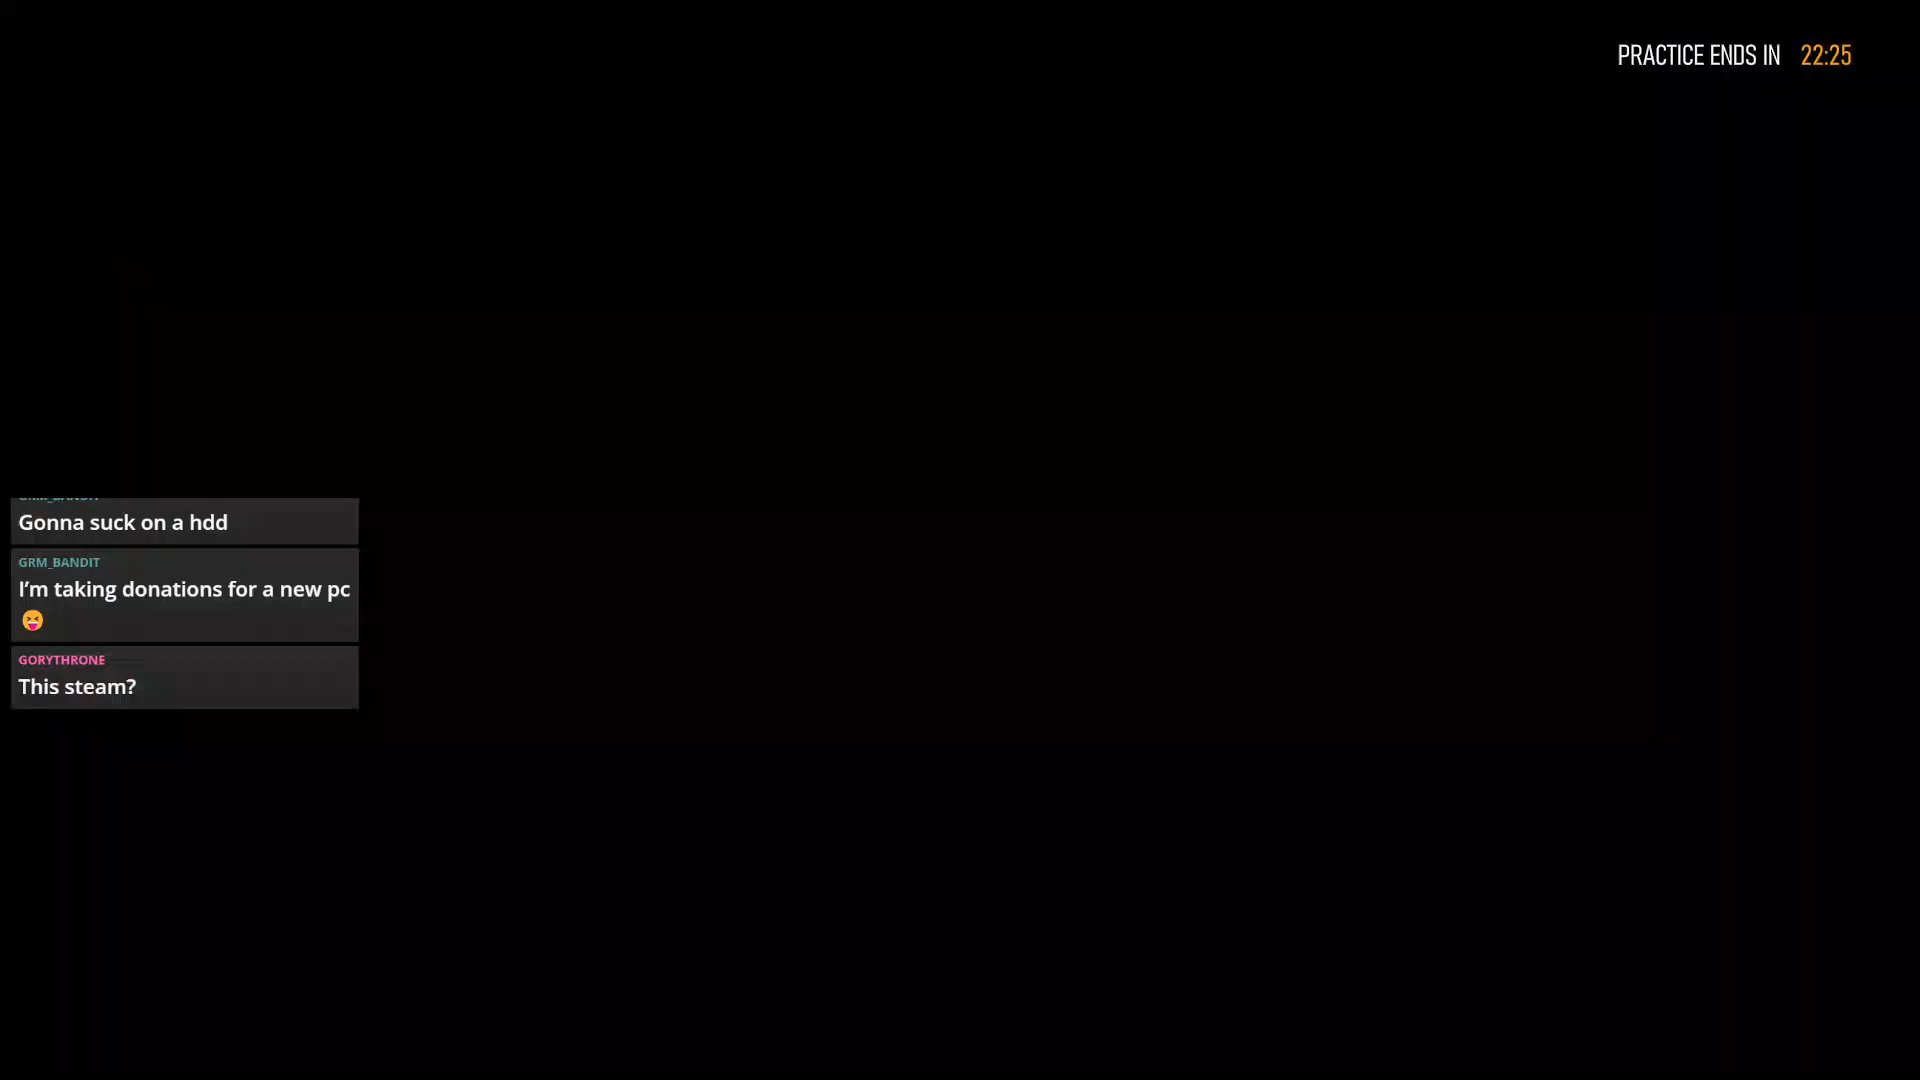 PRACTICE ENDS IN 22:25
Gonna suck on a hdd
GRM_BANDIT
I'm taking donations for a new pc
😝
GORYTHRONE
This steam?